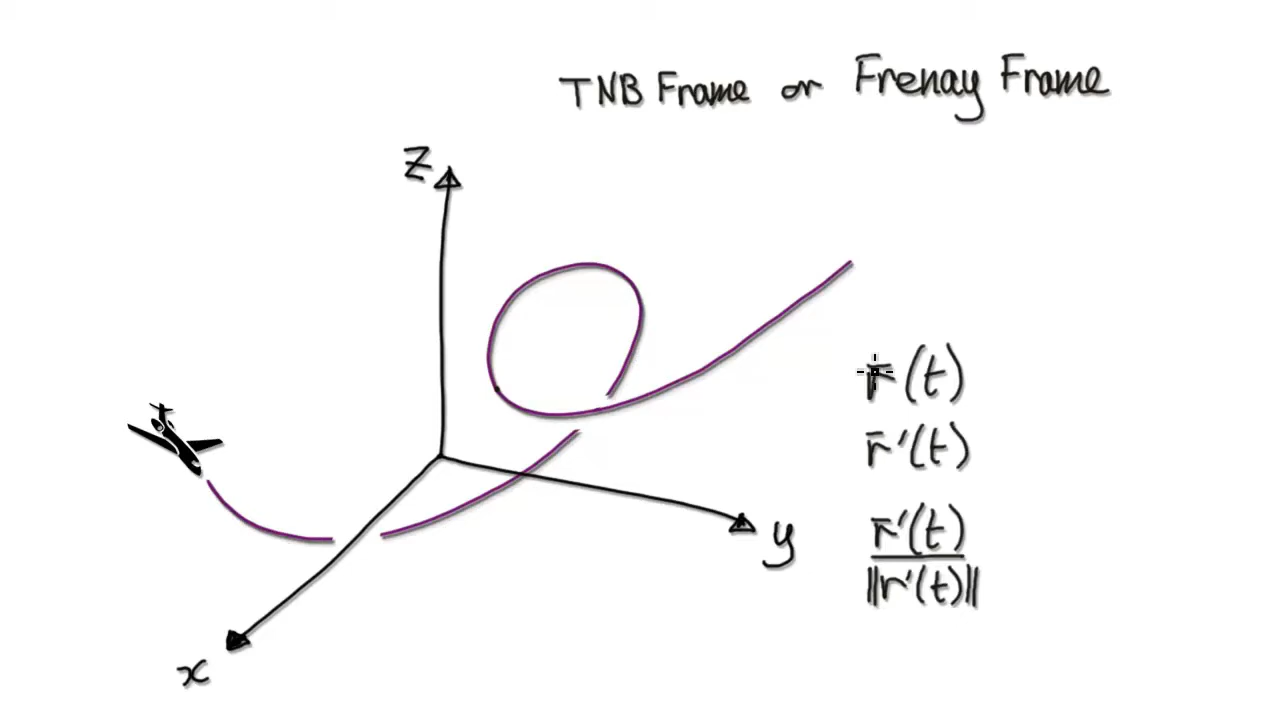 TNB Frame or Frenay Frame
z
r̄(t)
r̄'(t)
r̄'(t)
||r'(t)||
y
x